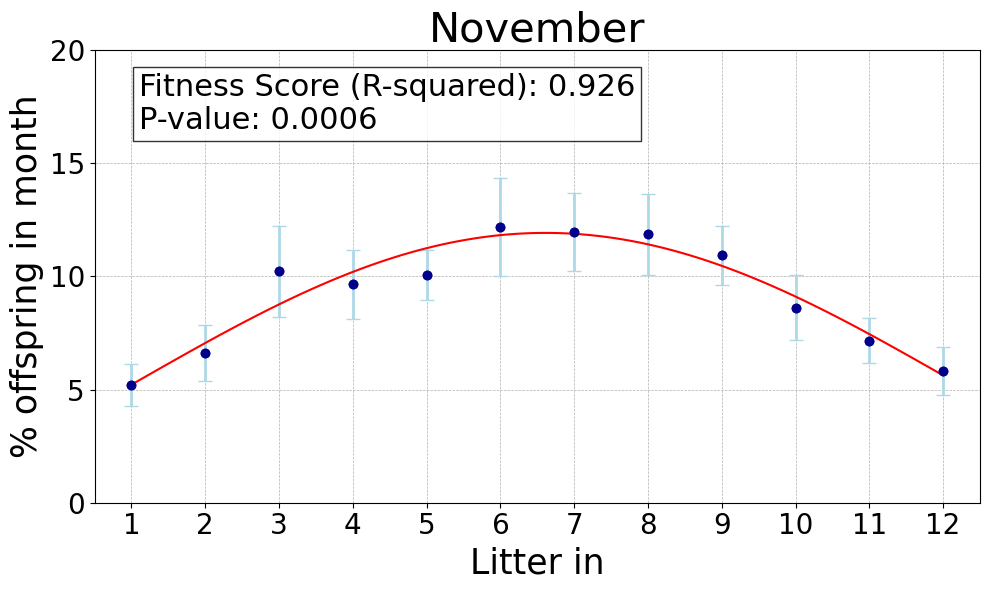 November
Fitness Score (R-squared): 0.926
P-value: 0.0006
% offspring in month
20
15
10
5
0
1 2 3 4 5 6 7 8 9 10 11 12
Litter in